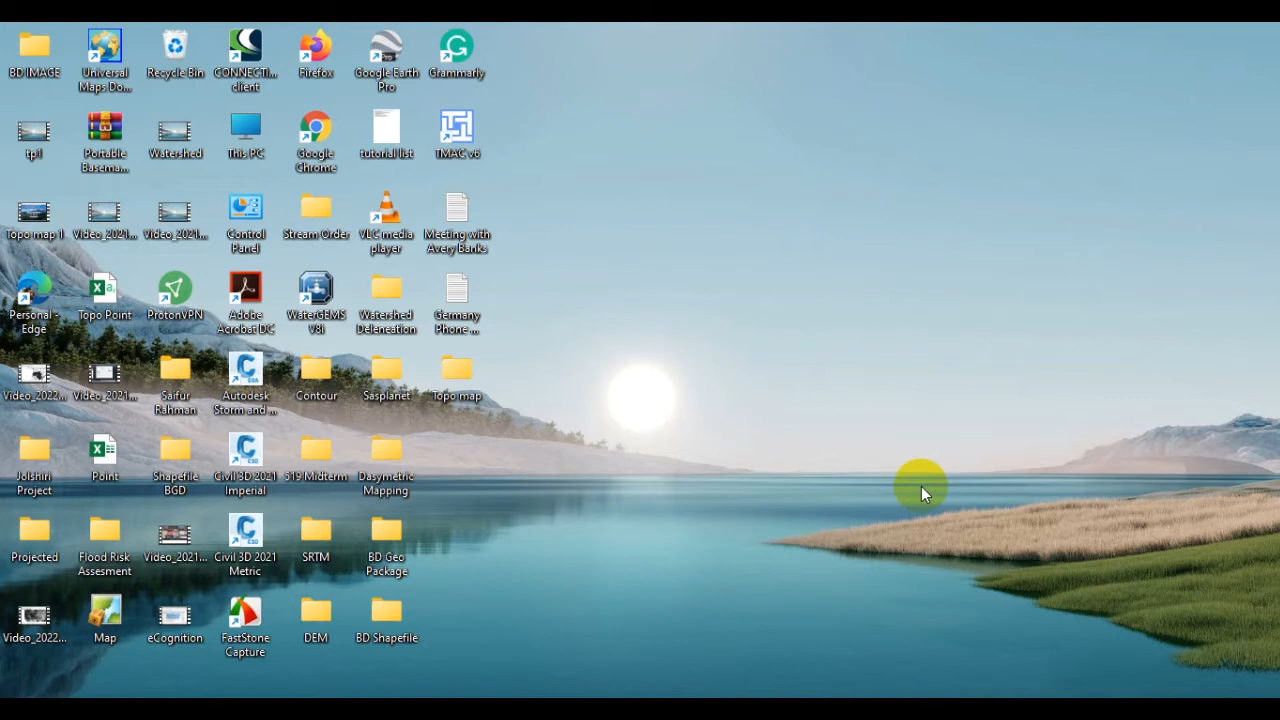 BD IMAGE
Universal
Maps Do...
Recycle Bin
CONNECTI...
client
Firefox
Google Earth
Pro
Grammarly
tp1
Portable
Basema...
Watershed
This PC
Google
Chrome
tutorial list
TMAC v6
Topo map 1
Video_2021...
Video_2021...
Control
Panel
Stream Order
VLC media
player
Meeting with
Avery Banks
Personal -
Edge
Topo Point
ProtonVPN
Adobe
Acrobat DC
WaterGEMS
V8i
Watershed
Deleneation
Germany
Phone ...
Video_2022...
Video_2021...
Saifur
Rahman
Autodesk
Storm and ...
Contour
Sasplanet
Topo map
Jolshiri
Project
Point
Shapefile
BGD
Civil 3D 2021
Imperial
519 Midterm
Dasymetric
Mapping
Projected
Flood Risk
Assesment
Video_2021...
Civil 3D 2021
Metric
SRTM
BD Geo
Package
Video_2022...
Map
eCognition
FastStone
Capture
DEM
BD Shapefile